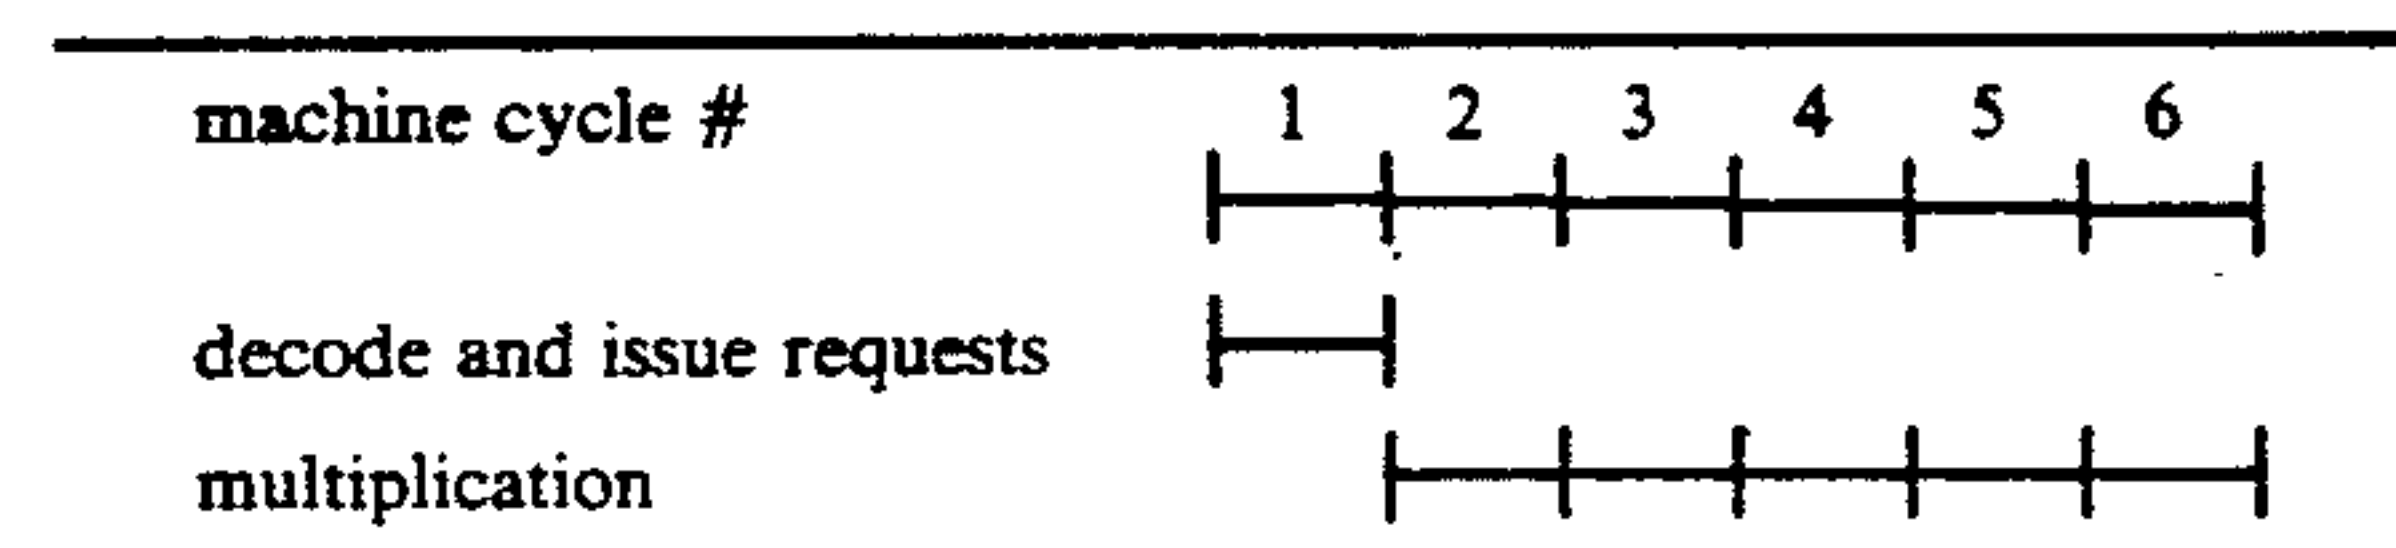 machine cycle # 1 2 3 4 5 6
decode and issue requests
multiplication